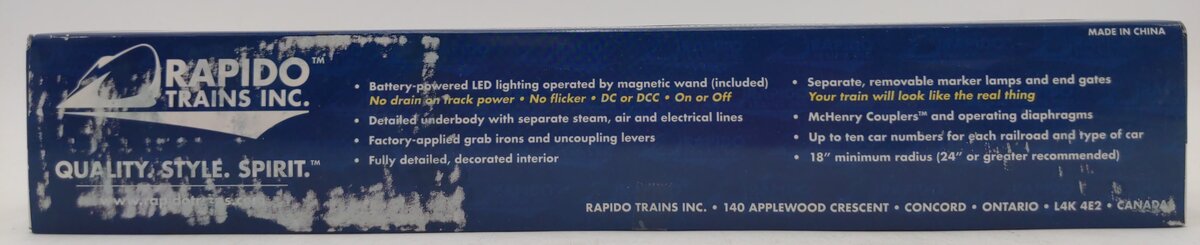 MADE IN CHINA
RAPIDO™
TRAINS INC.
QUALITY. STYLE. SPIRIT.™
www.rapidotrains.com
• Battery-powered LED lighting operated by magnetic wand (included)
No drain on track power • No flicker • DC or DCC • On or Off
• Detailed underbody with separate steam, air and electrical lines
• Factory-applied grab irons and uncoupling levers
• Fully detailed, decorated interior
• Separate, removable marker lamps and end gates
Your train will look like the real thing
• McHenry Couplers™ and operating diaphragms
• Up to ten car numbers for each railroad and type of car
• 18" minimum radius (24" or greater recommended)
RAPIDO TRAINS INC. • 140 APPLEWOOD CRESCENT • CONCORD • ONTARIO • L4K 4E2 • CANADA